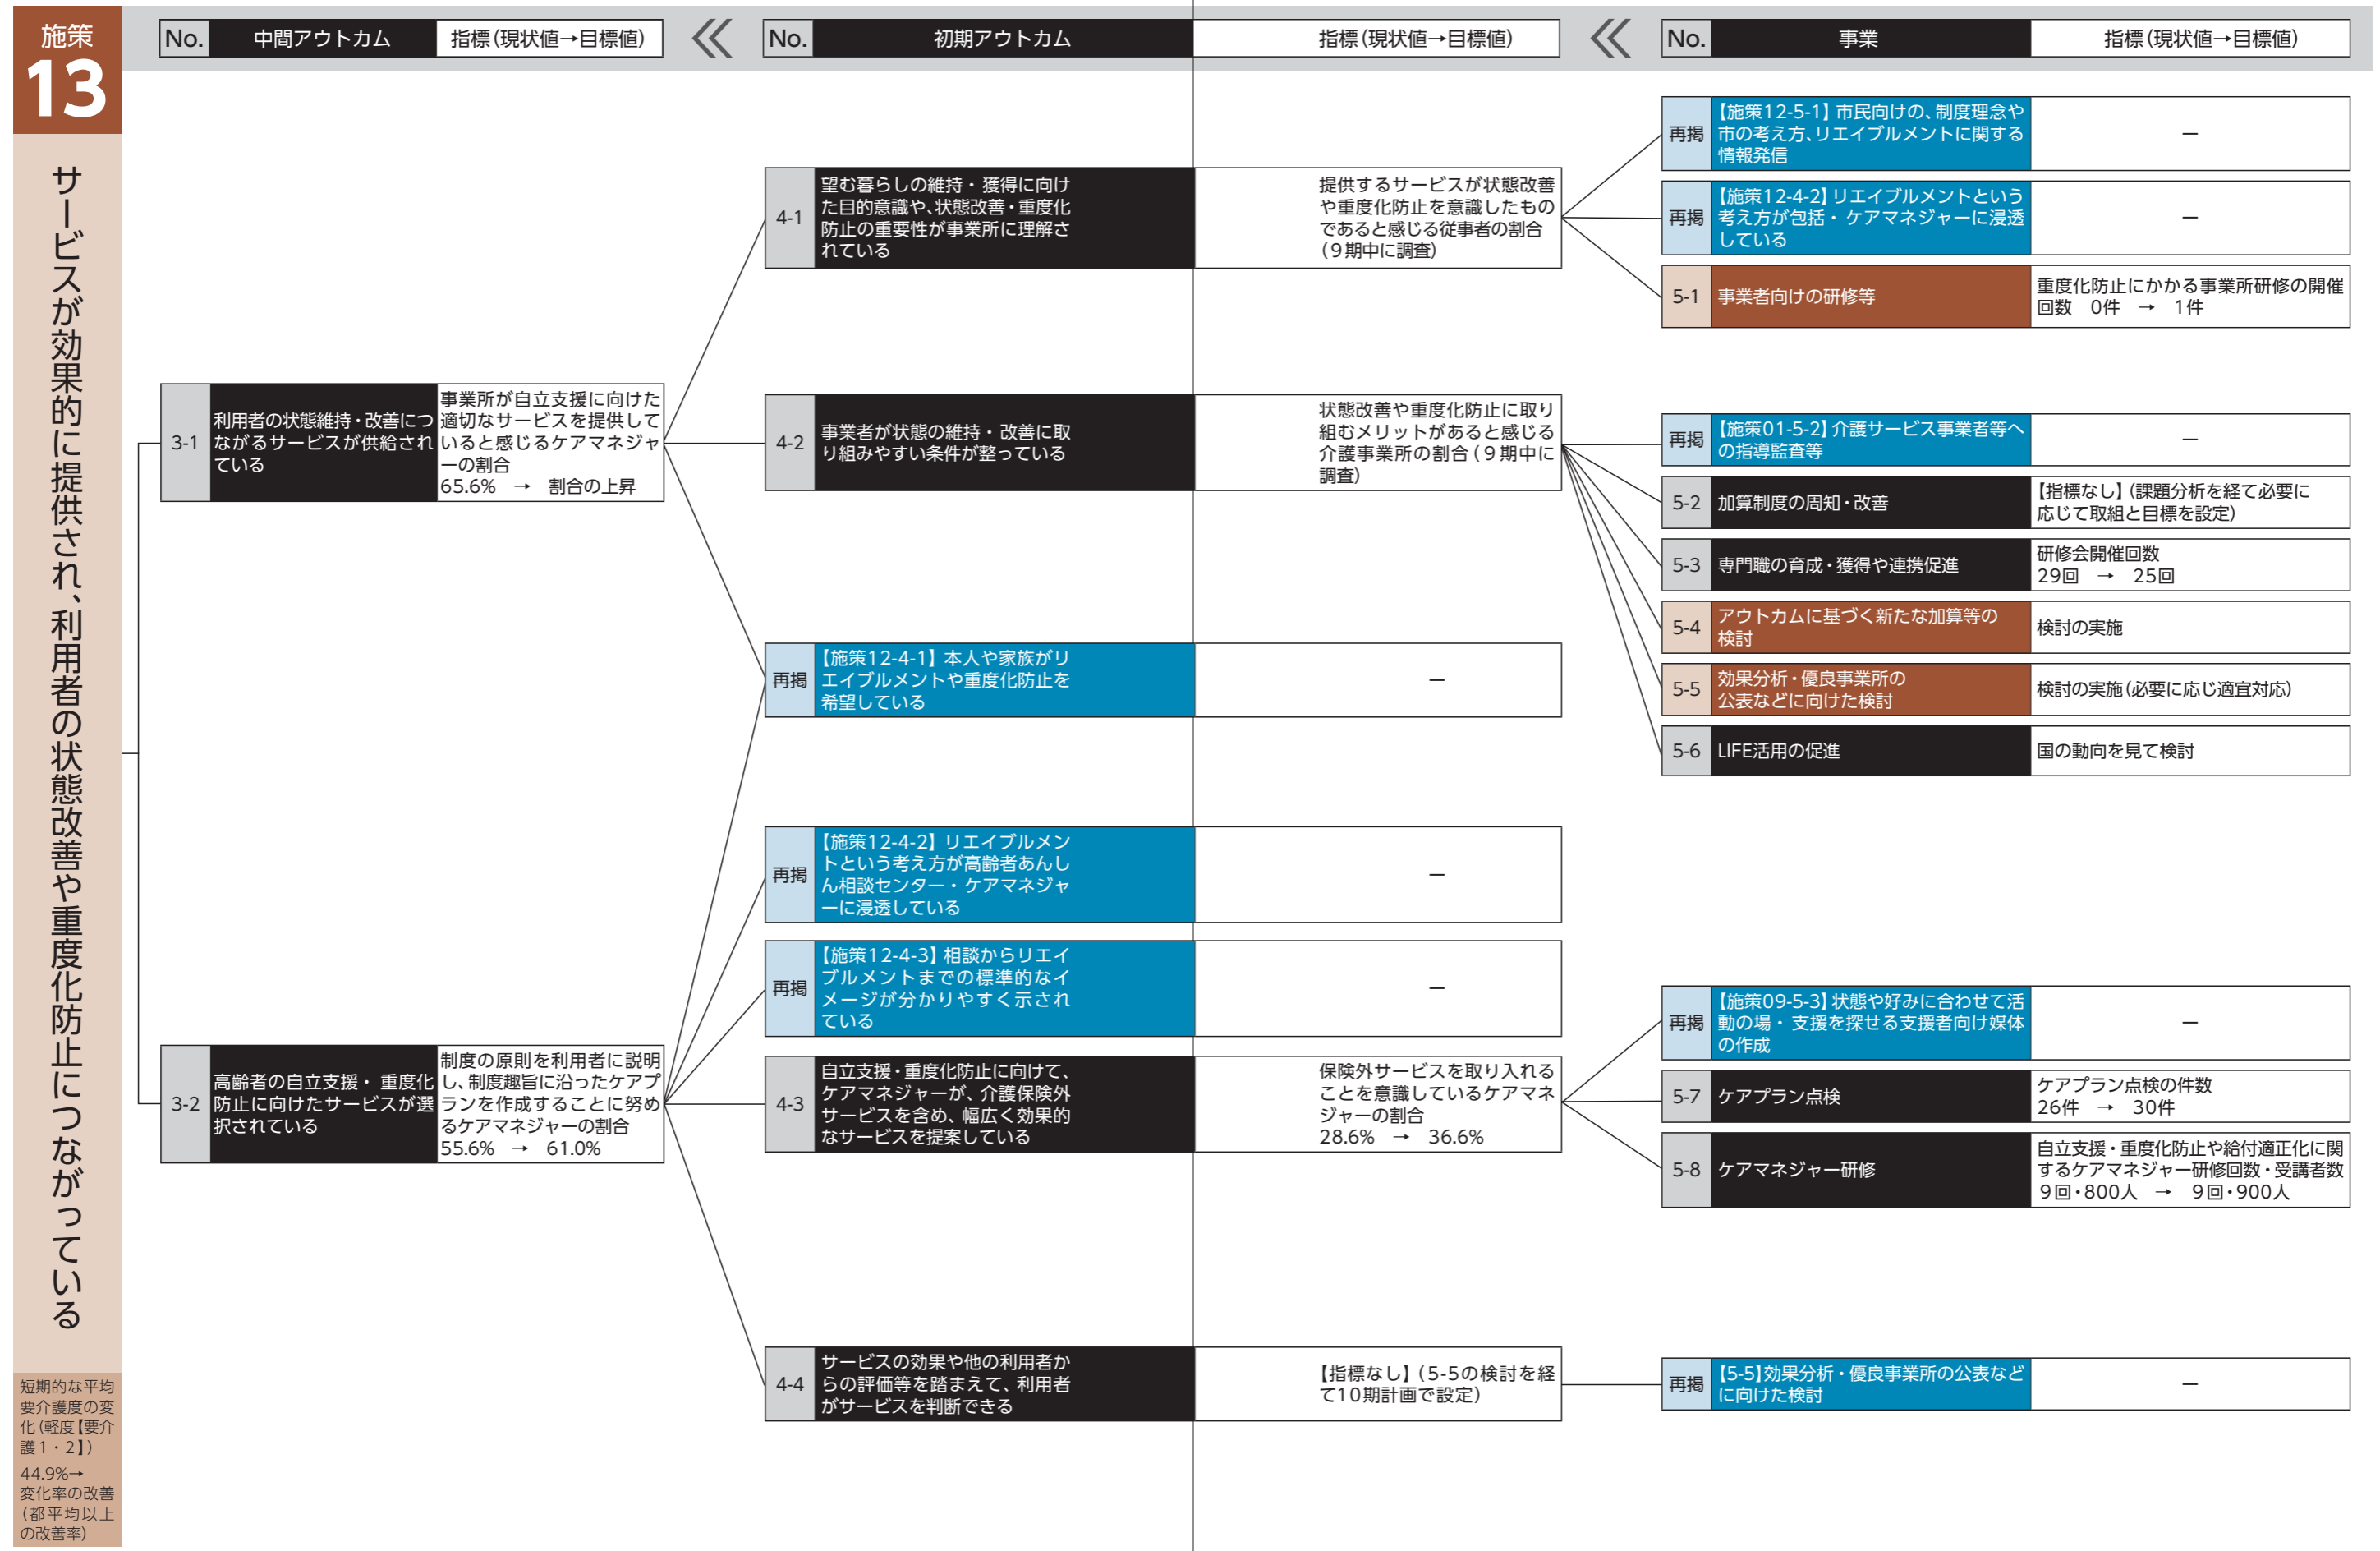 施策
13
サービスが効果的に提供され、利用者の状態改善や重度化防止につながっている
短期的な平均
要介護度の変
化(軽度【要介
護1・2】)
44.9%→
変化率の改善
(都平均以上
の改善率)
No.
中間アウトカム
指標(現状値→目標値)
No.
初期アウトカム
指標(現状値→目標値)
No.
事業
指標(現状値→目標値)
3-1
利用者の状態維持・改善につ
ながるサービスが供給され
ている
事業所が自立支援に向けた
適切なサービスを提供して
いると感じるケアマネジャ
ーの割合
65.6% → 割合の上昇
3-2
高齢者の自立支援・重度化
防止に向けたサービスが選
択されている
制度の原則を利用者に説明
し、制度趣旨に沿ったケアプ
ランを作成することに努め
るケアマネジャーの割合
55.6% → 61.0%
4-1
望む暮らしの維持・獲得に向け
た目的意識や、状態改善・重度化
防止の重要性が事業所に理解さ
れている
提供するサービスが状態改善
や重度化防止を意識したもの
であると感じる従事者の割合
(9期中に調査)
4-2
事業者が状態の維持・改善に取
り組みやすい条件が整っている
状態改善や重度化防止に取り
組むメリットがあると感じる
介護事業所の割合(9期中に
調査)
再掲
【施策12-4-1】本人や家族がリ
エイブルメントや重度化防止を
希望している
－
再掲
【施策12-4-2】リエイブルメン
トという考え方が高齢者あんし
ん相談センター・ケアマネジャ
ーに浸透している
－
再掲
【施策12-4-3】相談からリエイ
ブルメントまでの標準的なイ
メージが分かりやすく示され
ている
－
4-3
自立支援・重度化防止に向けて、
ケアマネジャーが、介護保険外
サービスを含め、幅広く効果的
なサービスを提案している
保険外サービスを取り入れる
ことを意識しているケアマネ
ジャーの割合
28.6% → 36.6%
4-4
サービスの効果や他の利用者か
らの評価等を踏まえて、利用者
がサービスを判断できる
【指標なし】(5-5の検討を経
て10期計画で設定)
再掲
【施策12-5-1】市民向けの、制度理念や
市の考え方、リエイブルメントに関する
情報発信
－
再掲
【施策12-4-2】リエイブルメントという
考え方が包括・ケアマネジャーに浸透
している
－
5-1
事業者向けの研修等
重度化防止にかかる事業所研修の開催
回数 0件 → 1件
再掲
【施策01-5-2】介護サービス事業者等へ
の指導監査等
－
5-2
加算制度の周知・改善
【指標なし】(課題分析を経て必要に
応じて取組と目標を設定)
5-3
専門職の育成・獲得や連携促進
研修会開催回数
29回 → 25回
5-4
アウトカムに基づく新たな加算等の
検討
検討の実施
5-5
効果分析・優良事業所の
公表などに向けた検討
検討の実施(必要に応じ適宜対応)
5-6
LIFE活用の促進
国の動向を見て検討
再掲
【施策09-5-3】状態や好みに合わせて活
動の場・支援を探せる支援者向け媒体
の作成
－
5-7
ケアプラン点検
ケアプラン点検の件数
26件 → 30件
5-8
ケアマネジャー研修
自立支援・重度化防止や給付適正化に関
するケアマネジャー研修回数・受講者数
9回・800人 → 9回・900人
再掲
【5-5】効果分析・優良事業所の公表など
に向けた検討
－